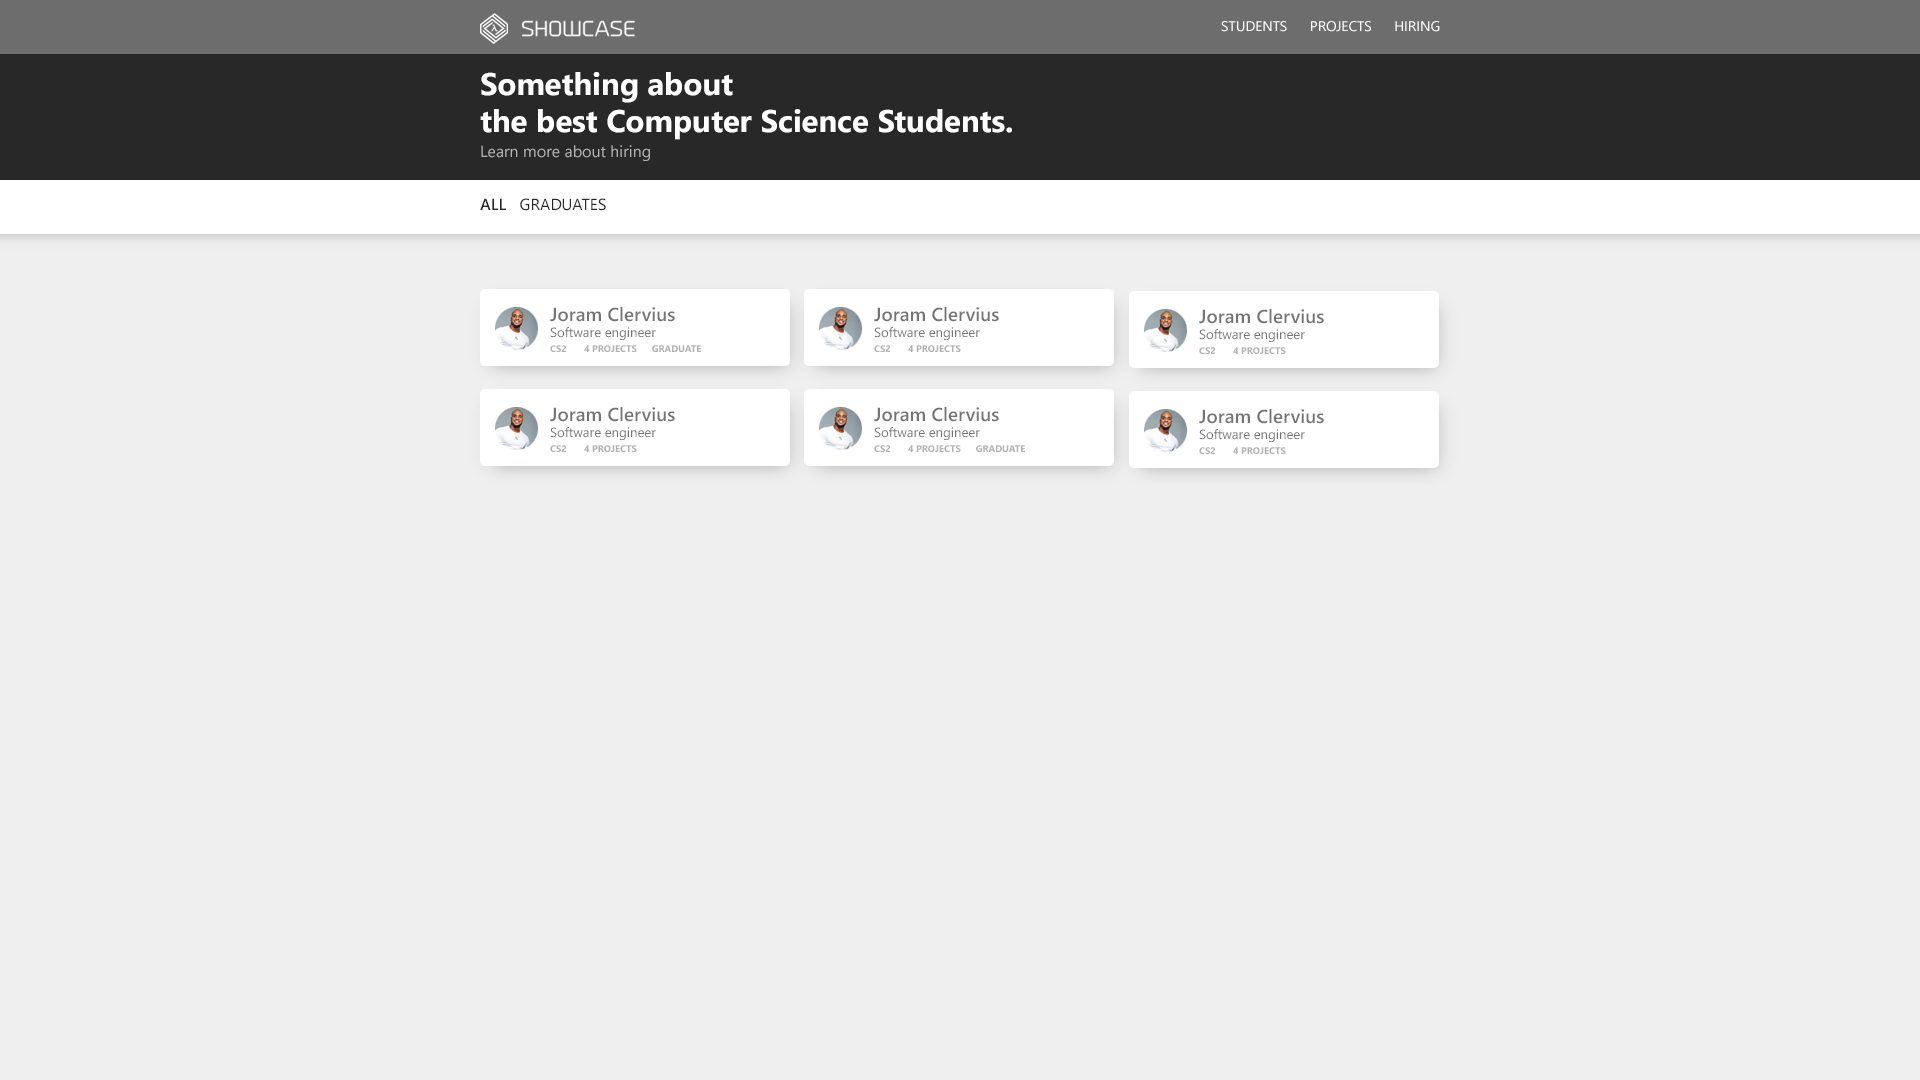 SHOWCASE
STUDENTS PROJECTS HIRING
Something about
the best Computer Science Students.
Learn more about hiring
ALL GRADUATES
Joram Clervius
Software engineer
CS2 4 PROJECTS GRADUATE
Joram Clervius
Software engineer
CS2 4 PROJECTS
Joram Clervius
Software engineer
CS2 4 PROJECTS
Joram Clervius
Software engineer
CS2 4 PROJECTS
Joram Clervius
Software engineer
CS2 4 PROJECTS GRADUATE
Joram Clervius
Software engineer
CS2 4 PROJECTS